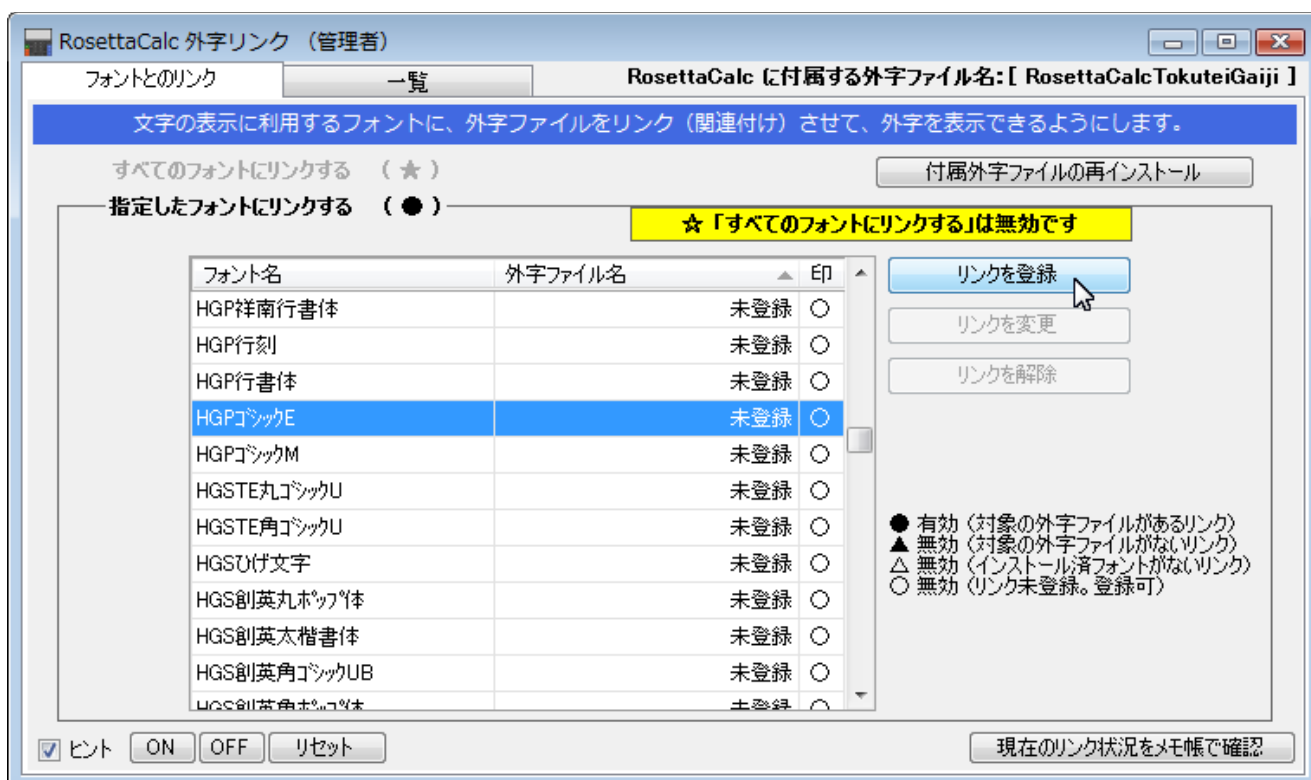 RosettaCalc 外字リンク （管理者）
フォントとのリンク 一覧 RosettaCalc に付属する外字ファイル名：[ RosettaCalcTokuteiGaiji ]
文字の表示に利用するフォントに、外字ファイルをリンク（関連付け）させて、外字を表示できるようにします。
すべてのフォントにリンクする （ ★ ） 付属外字ファイルの再インストール
指定したフォントにリンクする （ ● ）
☆「すべてのフォントにリンクする」は無効です
フォント名 外字ファイル名 印 リンクを登録
HGP祥南行書体 未登録 ○
リンクを変更
HGP行刻 未登録 ○
HGP行書体 未登録 ○ リンクを解除
HGPｺﾞｼｯｸE 未登録 ○
HGPｺﾞｼｯｸM 未登録 ○
HGSTE丸ｺﾞｼｯｸU 未登録 ○
HGSTE角ｺﾞｼｯｸU 未登録 ○
HGSひげ文字 未登録 ○
HGS創英丸ﾎﾟｯﾌﾟ体 未登録 ○
HGS創英太楷書体 未登録 ○
HGS創英角ｺﾞｼｯｸUB 未登録 ○
HGS創英角ﾎﾟｯﾌﾟ体 未登録 ○
● 有効（対象の外字ファイルがあるリンク）
▲ 無効（対象の外字ファイルがないリンク）
△ 無効（インストール済フォントがないリンク）
○ 無効（リンク未登録。登録可）
ヒント ON OFF リセット 現在のリンク状況をメモ帳で確認